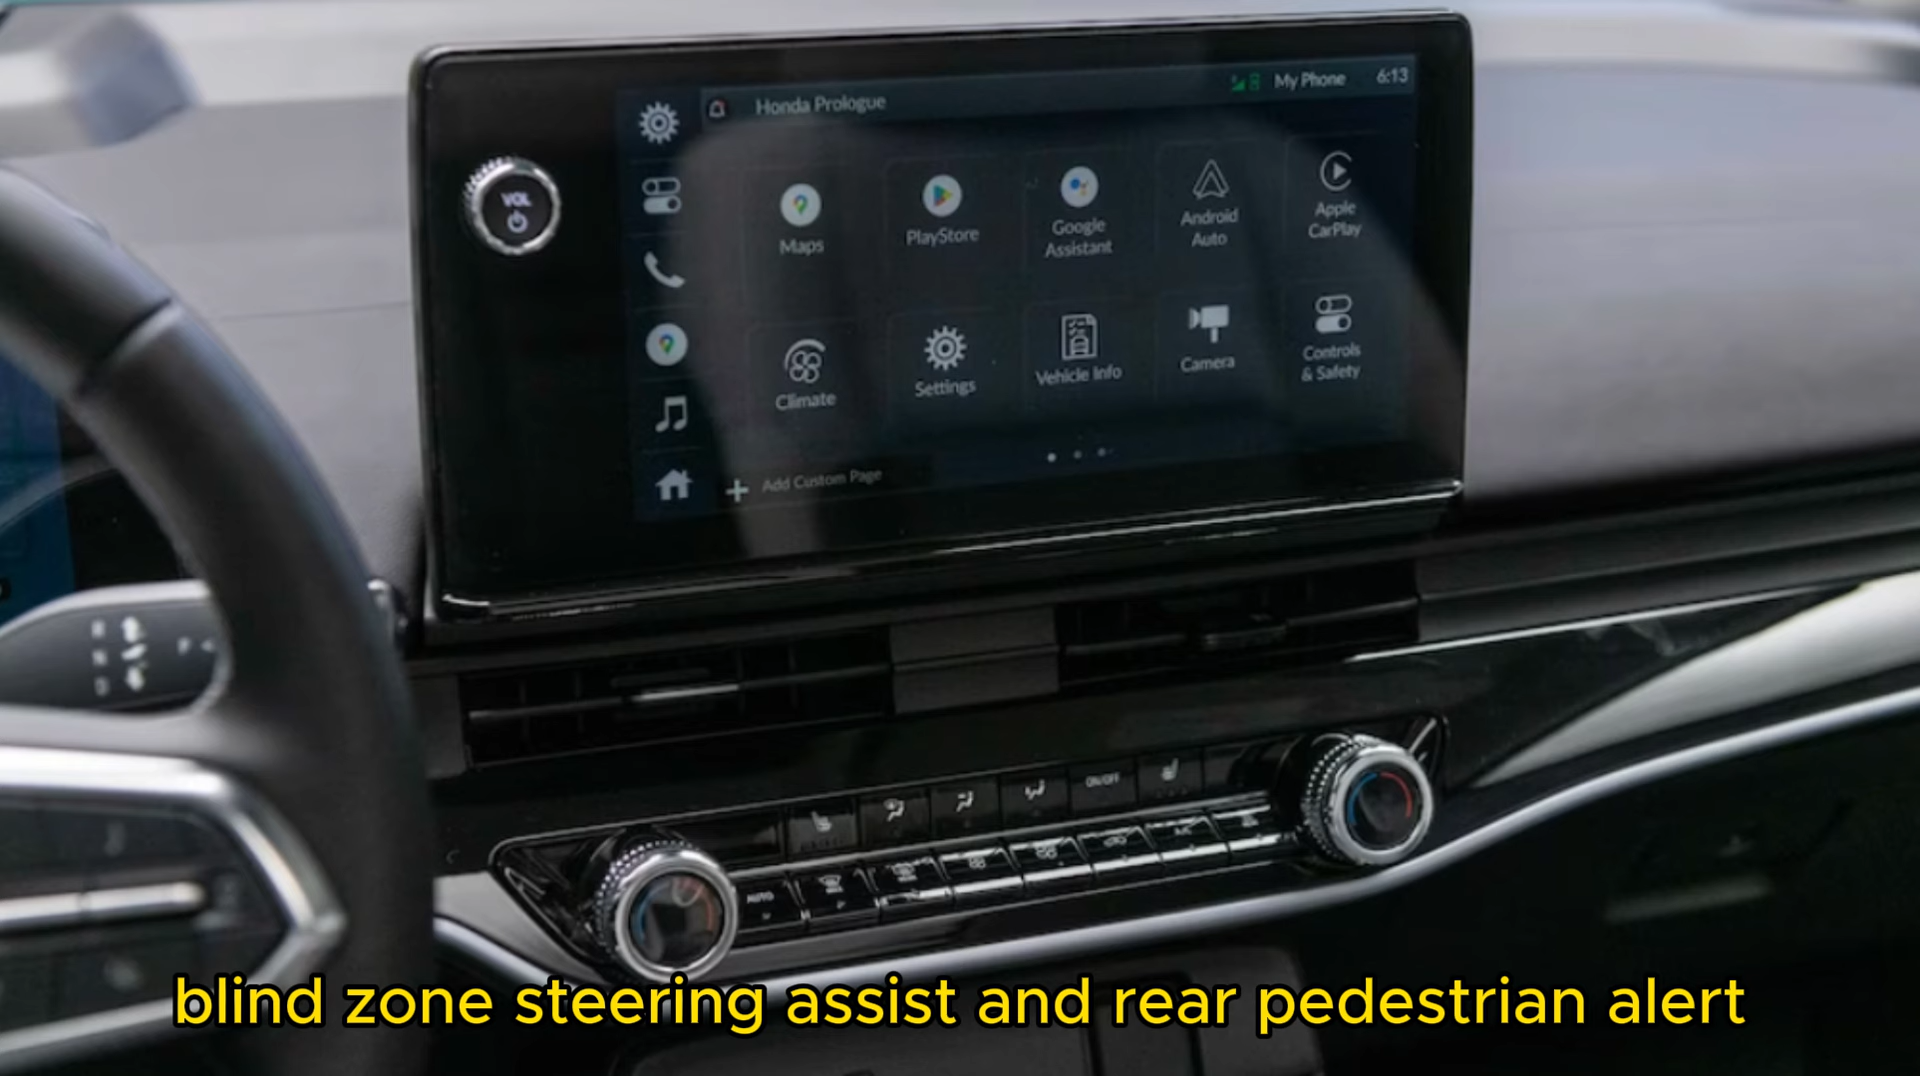 Honda Prologue
My Phone 6:13
VOL
Maps
PlayStore
Google
Assistant
Android
Auto
Apple
CarPlay
Climate
Settings
Vehicle Info
Camera
Controls
& Safety
Add Custom Page
ON/OFF
AUTO
blind zone steering assist and rear pedestrian alert